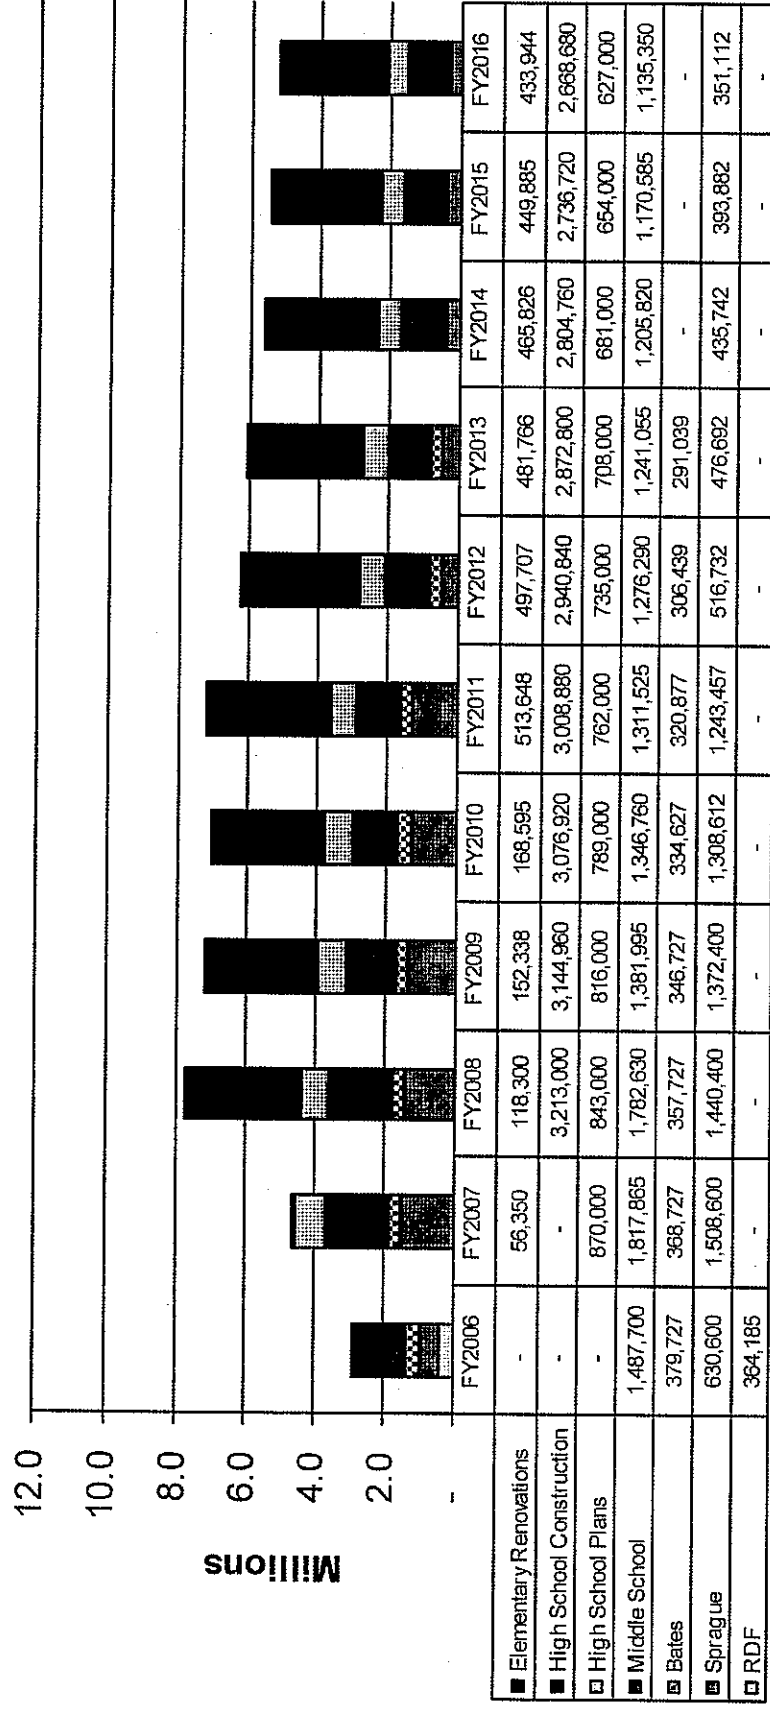 12.0
10.0
8.0
6.0
4.0
2.0
-
Millions
FY2006 FY2007 FY2008 FY2009 FY2010 FY2011 FY2012 FY2013 FY2014 FY2015 FY2016
Elementary Renovations - 56,350 118,300 152,338 168,595 513,648 497,707 481,766 465,826 449,885 433,944
High School Construction - - 3,213,000 3,144,960 3,076,920 3,008,880 2,940,840 2,872,800 2,804,760 2,736,720 2,668,680
High School Plans - 870,000 843,000 816,000 789,000 762,000 735,000 708,000 681,000 654,000 627,000
Middle School 1,487,700 1,817,865 1,782,630 1,381,995 1,346,760 1,311,525 1,276,290 1,241,055 1,205,820 1,170,585 1,135,350
Bates 379,727 368,727 357,727 346,727 334,627 320,877 306,439 291,039 - - -
Sprague 630,600 1,508,600 1,440,400 1,372,400 1,308,612 1,243,457 516,732 476,692 435,742 393,882 351,112
RDF 364,185 - - - - - - - - - -